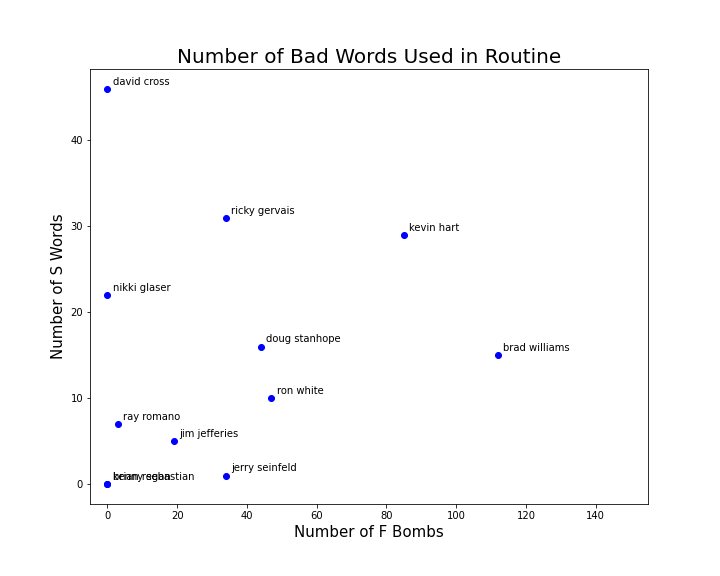 Number of Bad Words Used in Routine
david cross
40
ricky gervais
30
kevin hart
Number of S Words
nikki glaser
20
doug stanhope
brad williams
ron white
10
ray romano
jim jefferies
jerry seinfeld
0
0
20
40
60
80
100
120
140
Number of F Bombs